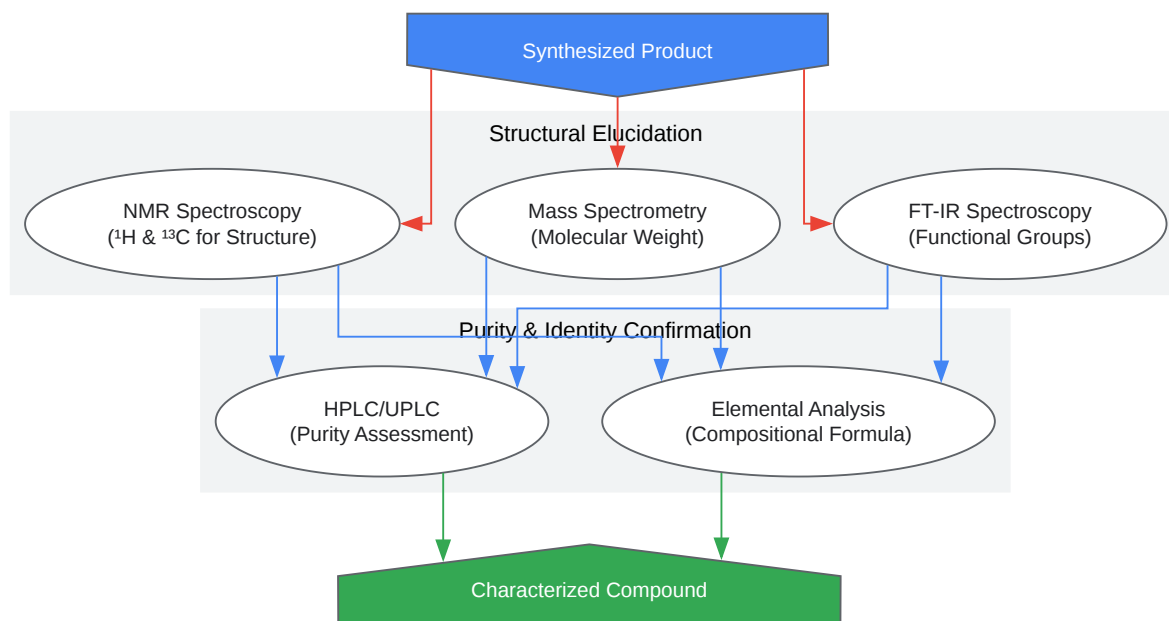 Synthesized Product
Structural Elucidation
NMR Spectroscopy
(¹H & ¹³C for Structure)
Mass Spectrometry
(Molecular Weight)
FT-IR Spectroscopy
(Functional Groups)
Purity & Identity Confirmation
HPLC/UPLC
(Purity Assessment)
Elemental Analysis
(Compositional Formula)
Characterized Compound